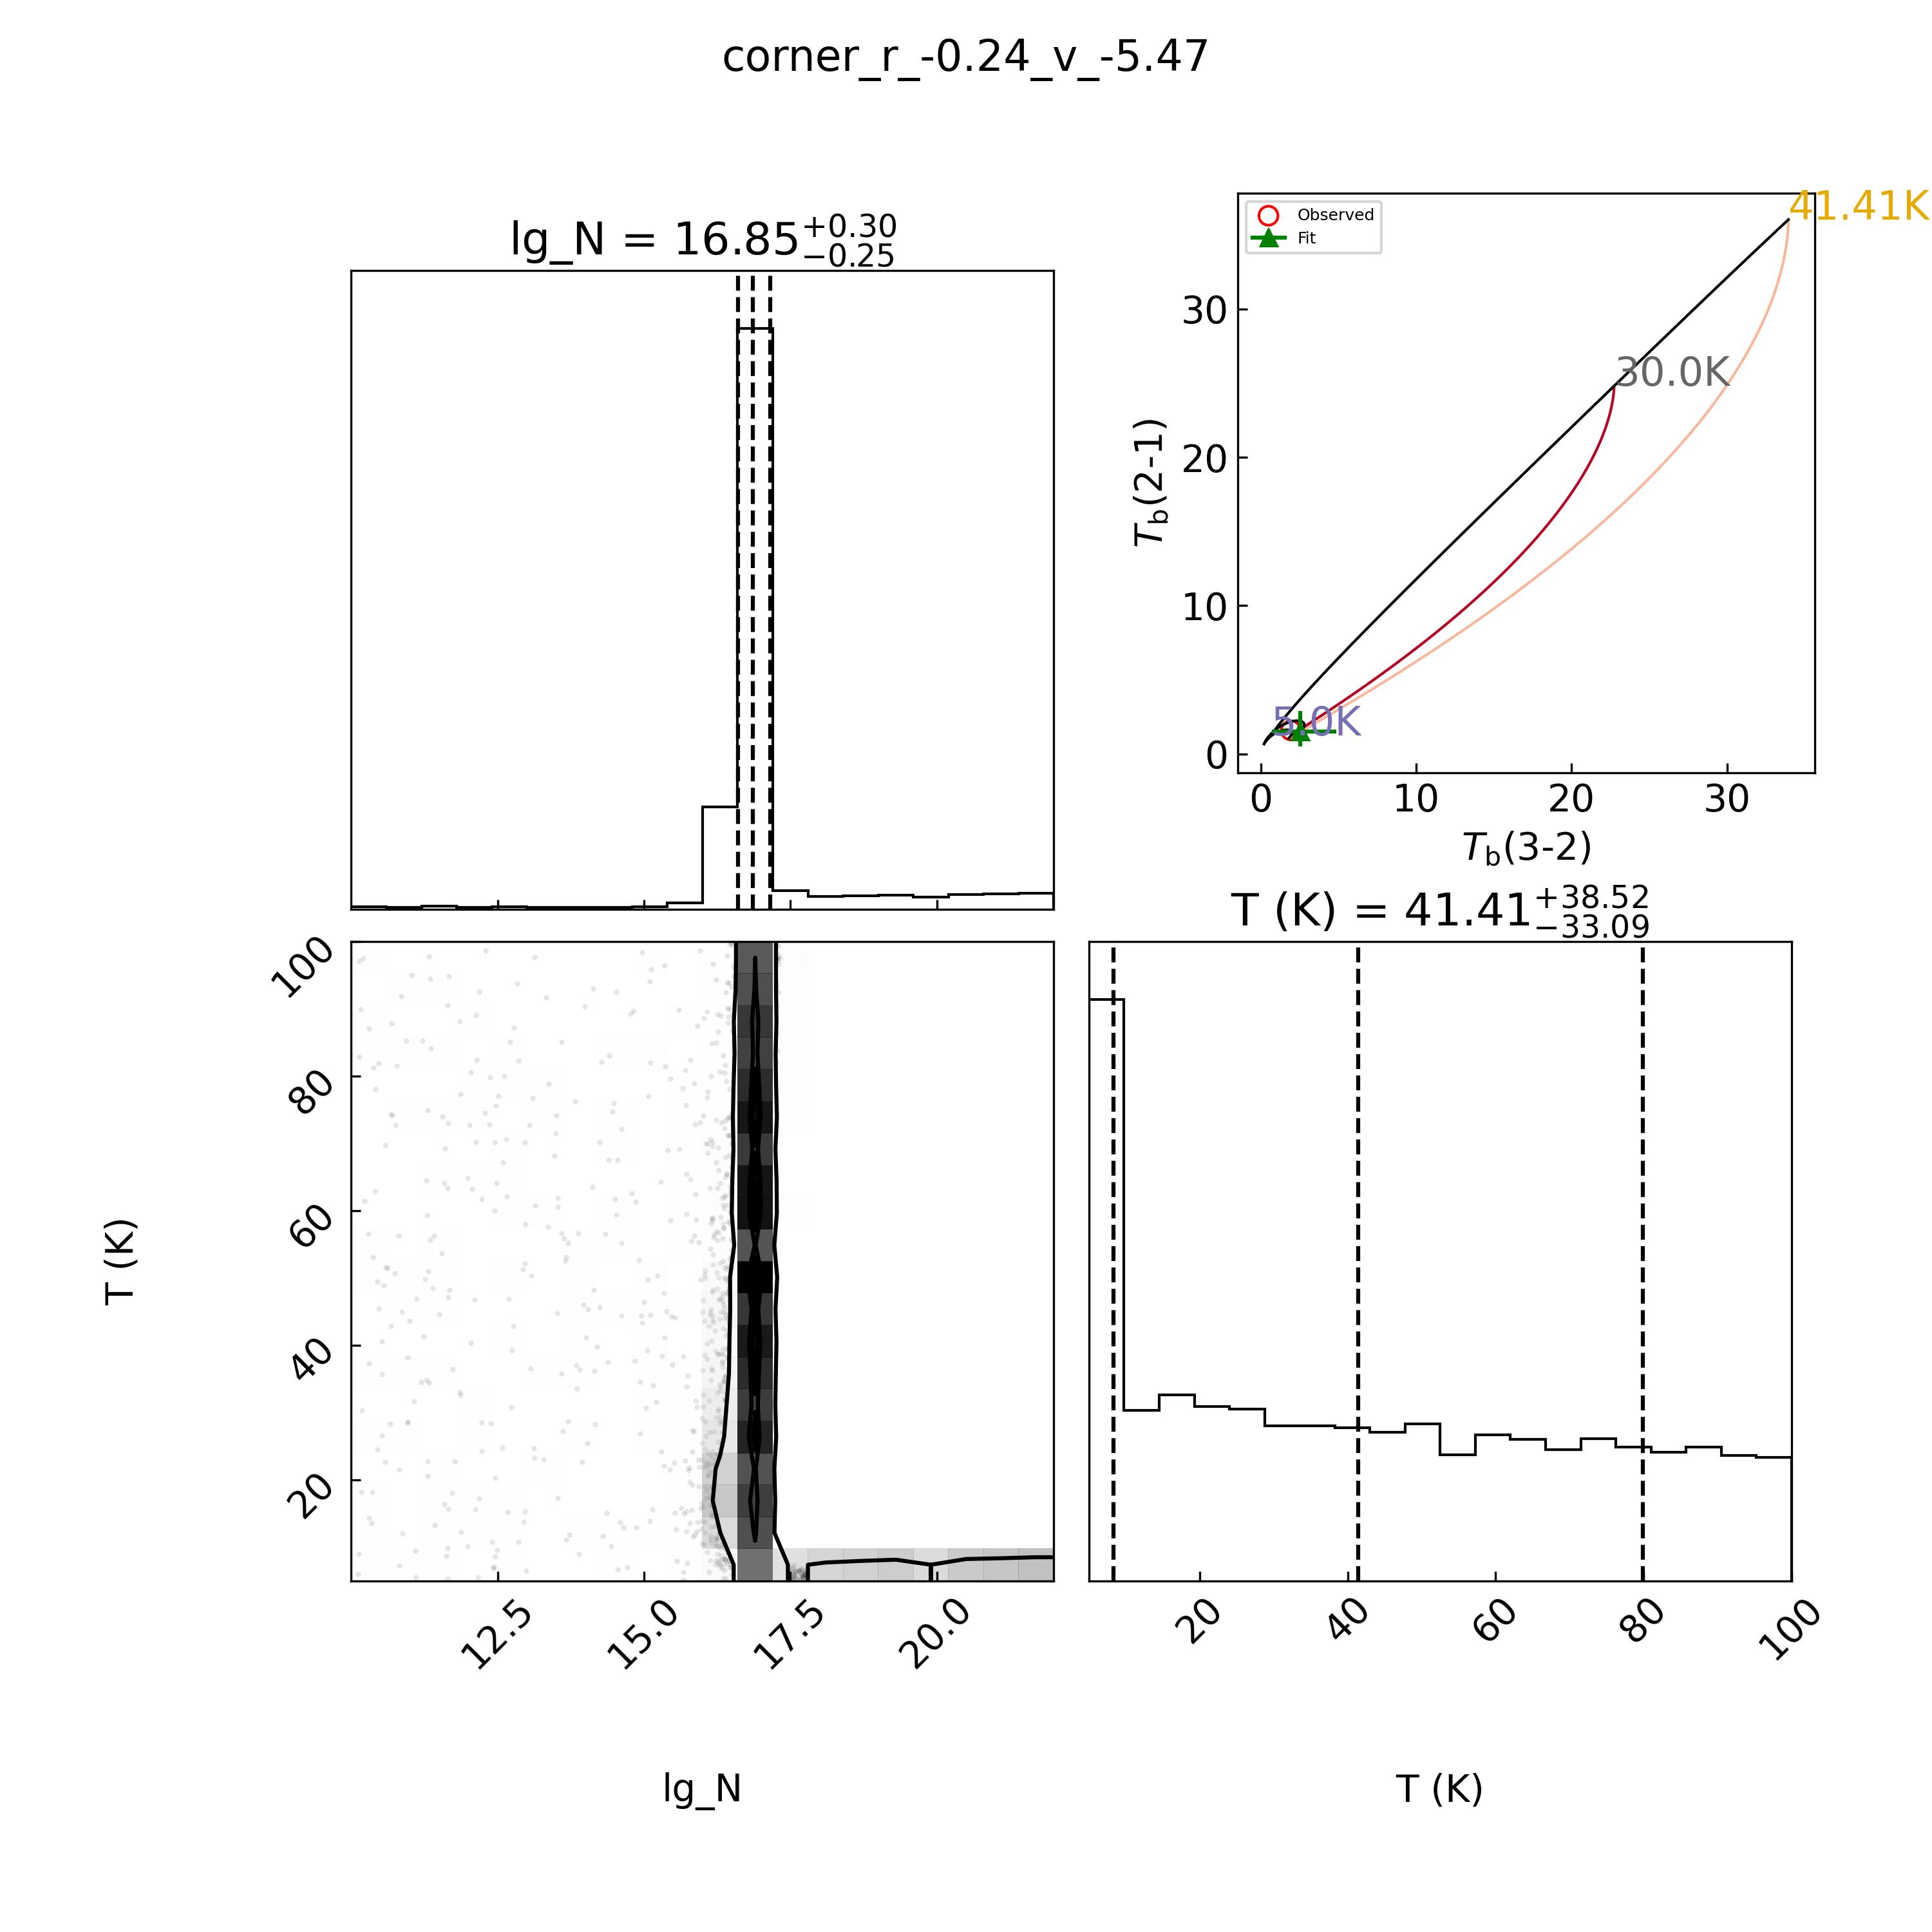 corner_r_-0.24_v_-5.47
lg_N = 16.85+0.30−0.25
41.41K
Observed
Fit
30
30.0K
20
Tb(2-1)
10
5.0K
0
0 10 20 30
Tb(3-2)
T (K) = 41.41+38.52−33.09
100
80
60
T (K)
40
20
12.5 15.0 17.5 20.0
20 40 60 80 100
lg_N
T (K)